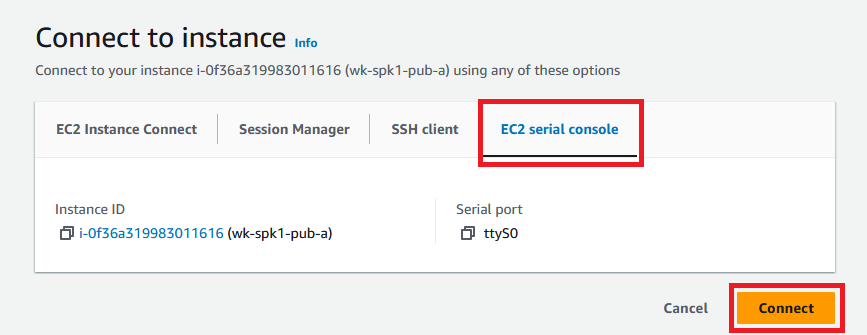 Connect to instance Info
Connect to your instance i-0f36a319983011616 (wk-spk1-pub-a) using any of these options
EC2 Instance Connect Session Manager SSH client EC2 serial console
Instance ID Serial port
i-0f36a319983011616 (wk-spk1-pub-a) ttyS0
Cancel Connect